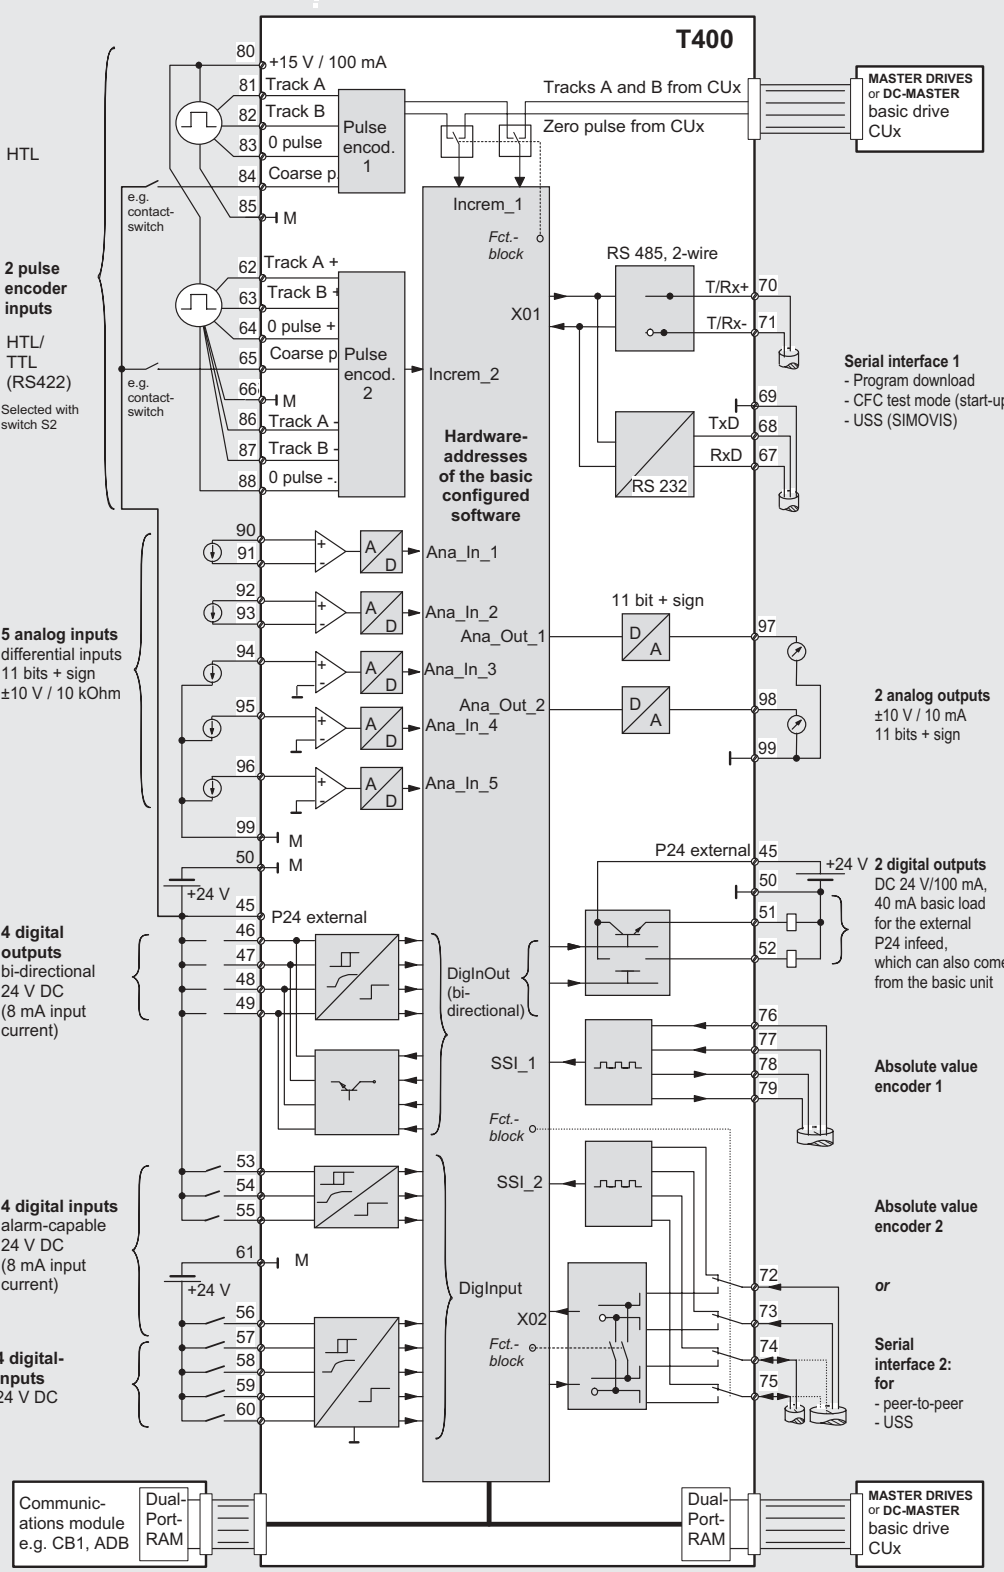 T400
80
+15 V / 100 mA
81
Track A
82
Track B
83
0 pulse
84
Coarse p.
85
M
Pulse
encod.
1
HTL
e.g.
contact-
switch
2 pulse
encoder
inputs
HTL/
TTL
(RS422)
Selected with
switch S2
62
Track A +
63
Track B +
64
0 pulse +
65
Coarse p
66
M
86
Track A -
87
Track B -
88
0 pulse -.
Pulse
encod.
2
e.g.
contact-
switch
Tracks A and B from CUx
Zero pulse from CUx
MASTER DRIVES
or DC-MASTER
basic drive
CUx
Increm_1
Fct.-
block
X01
Increm_2
Hardware-
addresses
of the basic
configured
software
RS 485, 2-wire
T/Rx+
70
T/Rx-
71
69
TxD
68
RxD
67
RS 232
Serial interface 1
- Program download
- CFC test mode (start-up
- USS (SIMOVIS)
5 analog inputs
differential inputs
11 bits + sign
±10 V / 10 kOhm
90
91
+
-
A
D
Ana_In_1
92
93
+
-
A
D
Ana_In_2
94
+
-
A
D
Ana_In_3
95
+
-
A
D
Ana_In_4
96
+
-
A
D
Ana_In_5
99
M
50
M
+24 V
45
P24 external
11 bit + sign
Ana_Out_1
D
A
97
Ana_Out_2
D
A
98
99
2 analog outputs
±10 V / 10 mA
11 bits + sign
4 digital
outputs
bi-directional
24 V DC
(8 mA input
current)
46
47
48
49
DigInOut
(bi-
directional)
P24 external
45
+24 V
50
51
52
2 digital outputs
DC 24 V/100 mA,
40 mA basic load
for the external
P24 infeed,
which can also come
from the basic unit
SSI_1
76
77
78
79
Absolute value
encoder 1
Fct.-
block
SSI_2
Absolute value
encoder 2
4 digital inputs
alarm-capable
24 V DC
(8 mA input
current)
53
54
55
61
M
+24 V
56
57
58
59
60
4 digital-
inputs
24 V DC
DigInput
X02
Fct.-
block
72
73
74
75
or
Serial
interface 2:
for
- peer-to-peer
- USS
Communic-
ations module
e.g. CB1, ADB
Dual-
Port-
RAM
Dual-
Port-
RAM
MASTER DRIVES
or DC-MASTER
basic drive
CUx